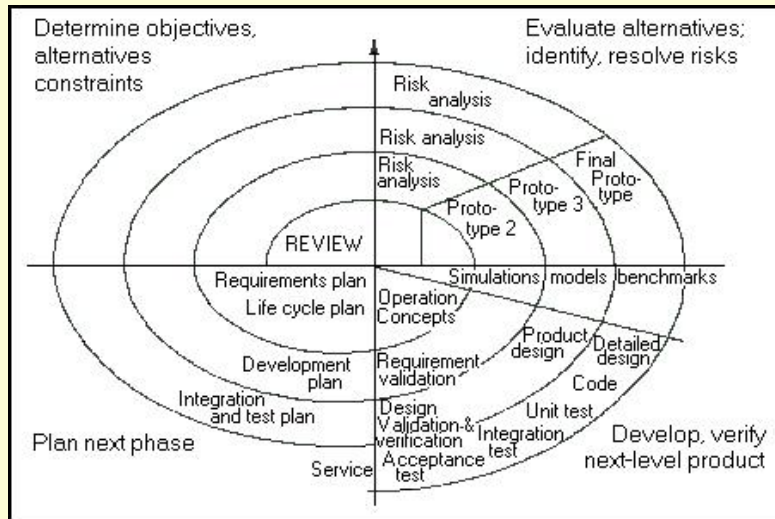 Determine objectives,
alternatives
constraints
Evaluate alternatives;
identify, resolve risks
Risk
analysis
Risk analysis
Risk
analysis
Final
Proto-
type
Prototype 3
Proto-
type 2
REVIEW
Requirements plan
Life cycle plan
Simulations models benchmarks
Operation
Concepts
Development
plan
Requirement
validation
Product
design
Detailed
design
Code
Integration
and test plan
Design
Validation-&
verification
Unit test
Integration
test
Acceptance
test
Service
Plan next phase
Develop, verify
next-level product